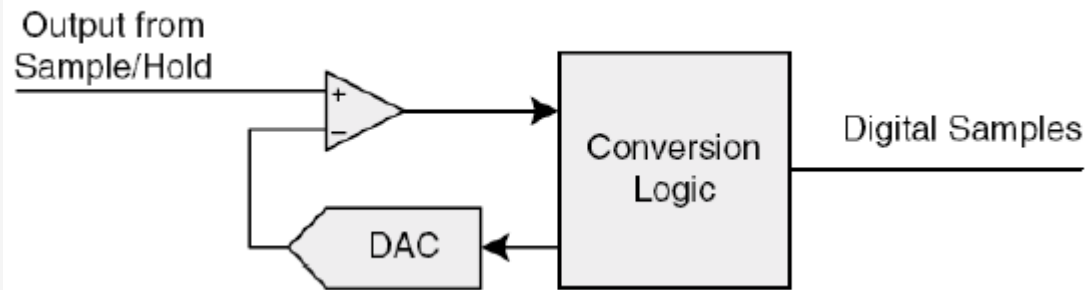 Output from
Sample/Hold
+
−
Conversion
Logic
Digital Samples
DAC